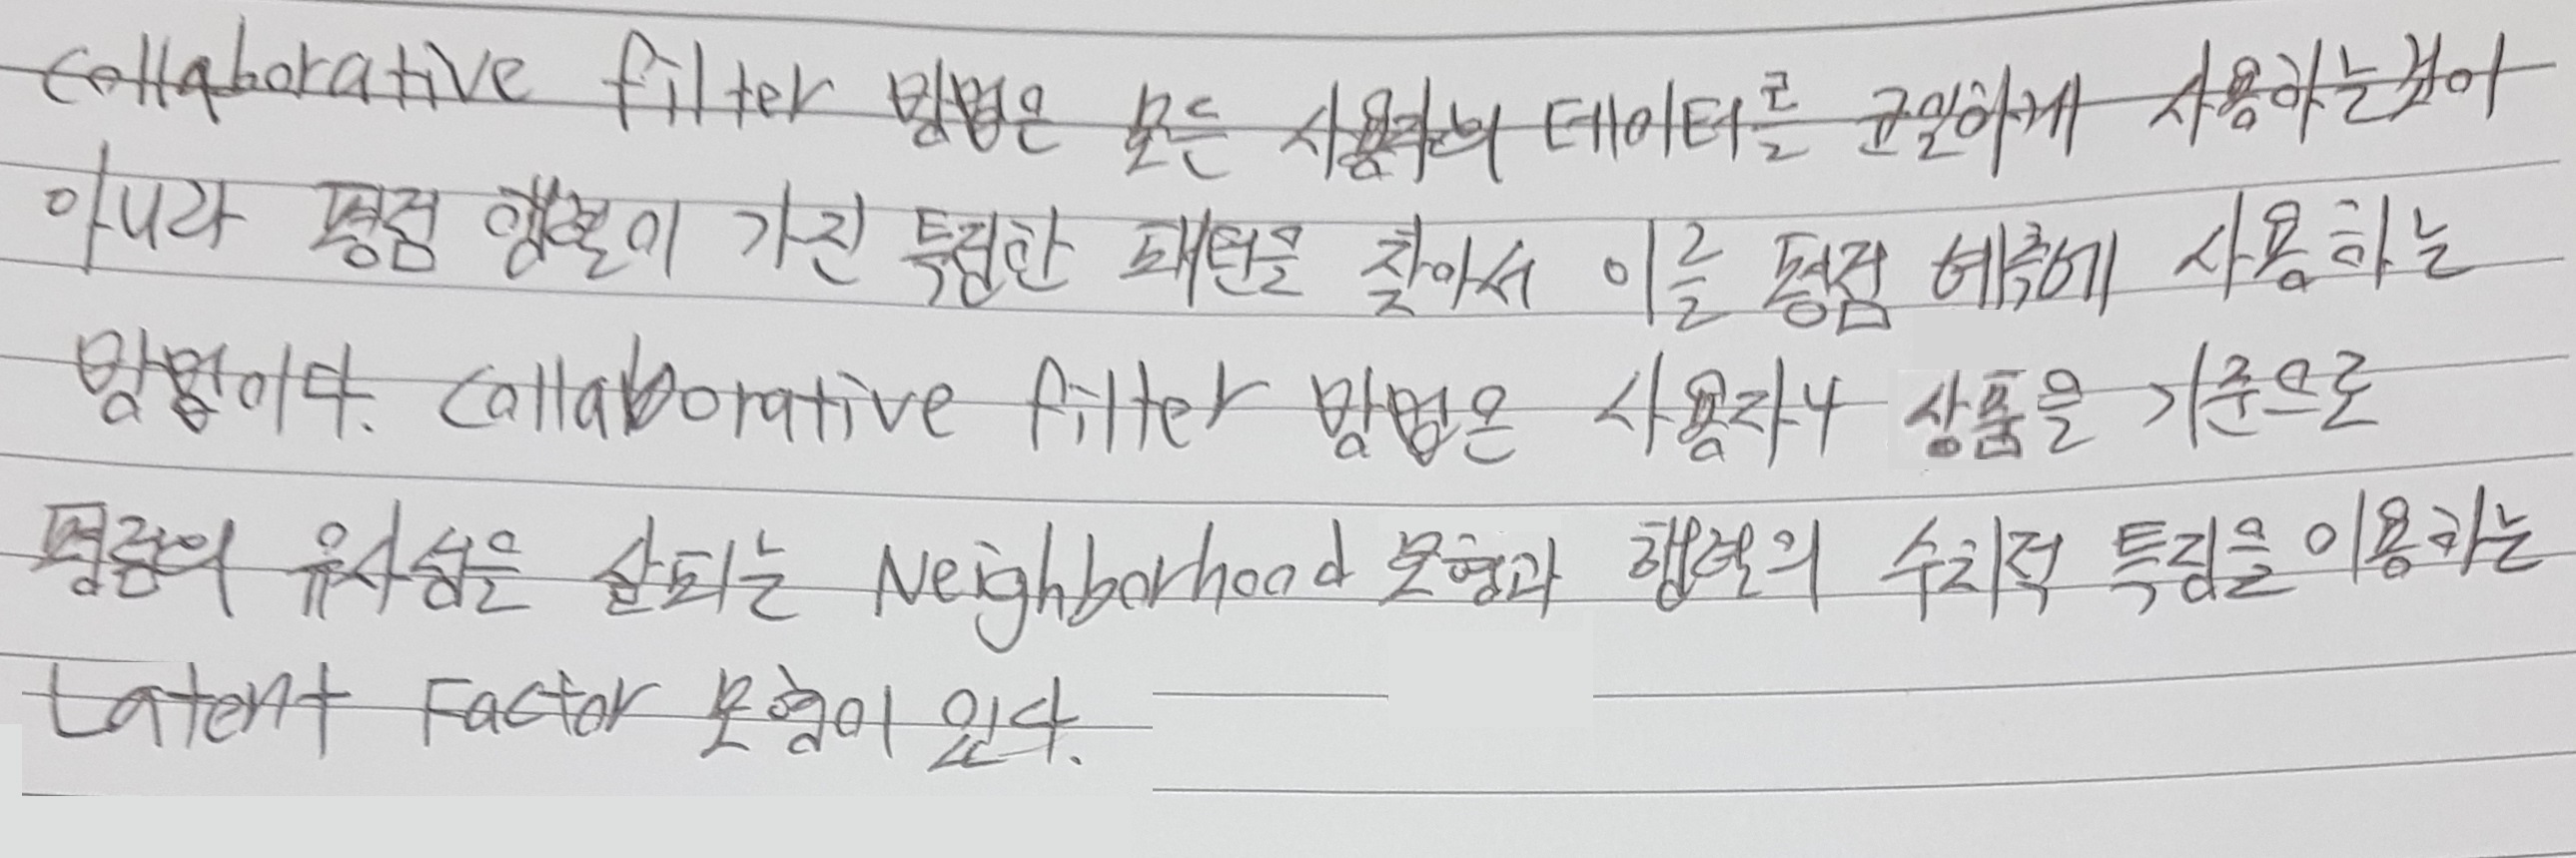 collaborative filter 방법은 모든 사용자의 데이터를 균일하게 사용하는것이
아니라 평점 행렬이 가진 특징한 패턴을 찾아서 이를 평점 예측에 사용하는
방법이다. Collaborative filter 방법은 사용자나 상품을 기준으로
평점의 유사성을 살피는 Neighborhood 모형과 행렬의 수치적 특징을 이용하는
Latent Factor 모형이 있다.